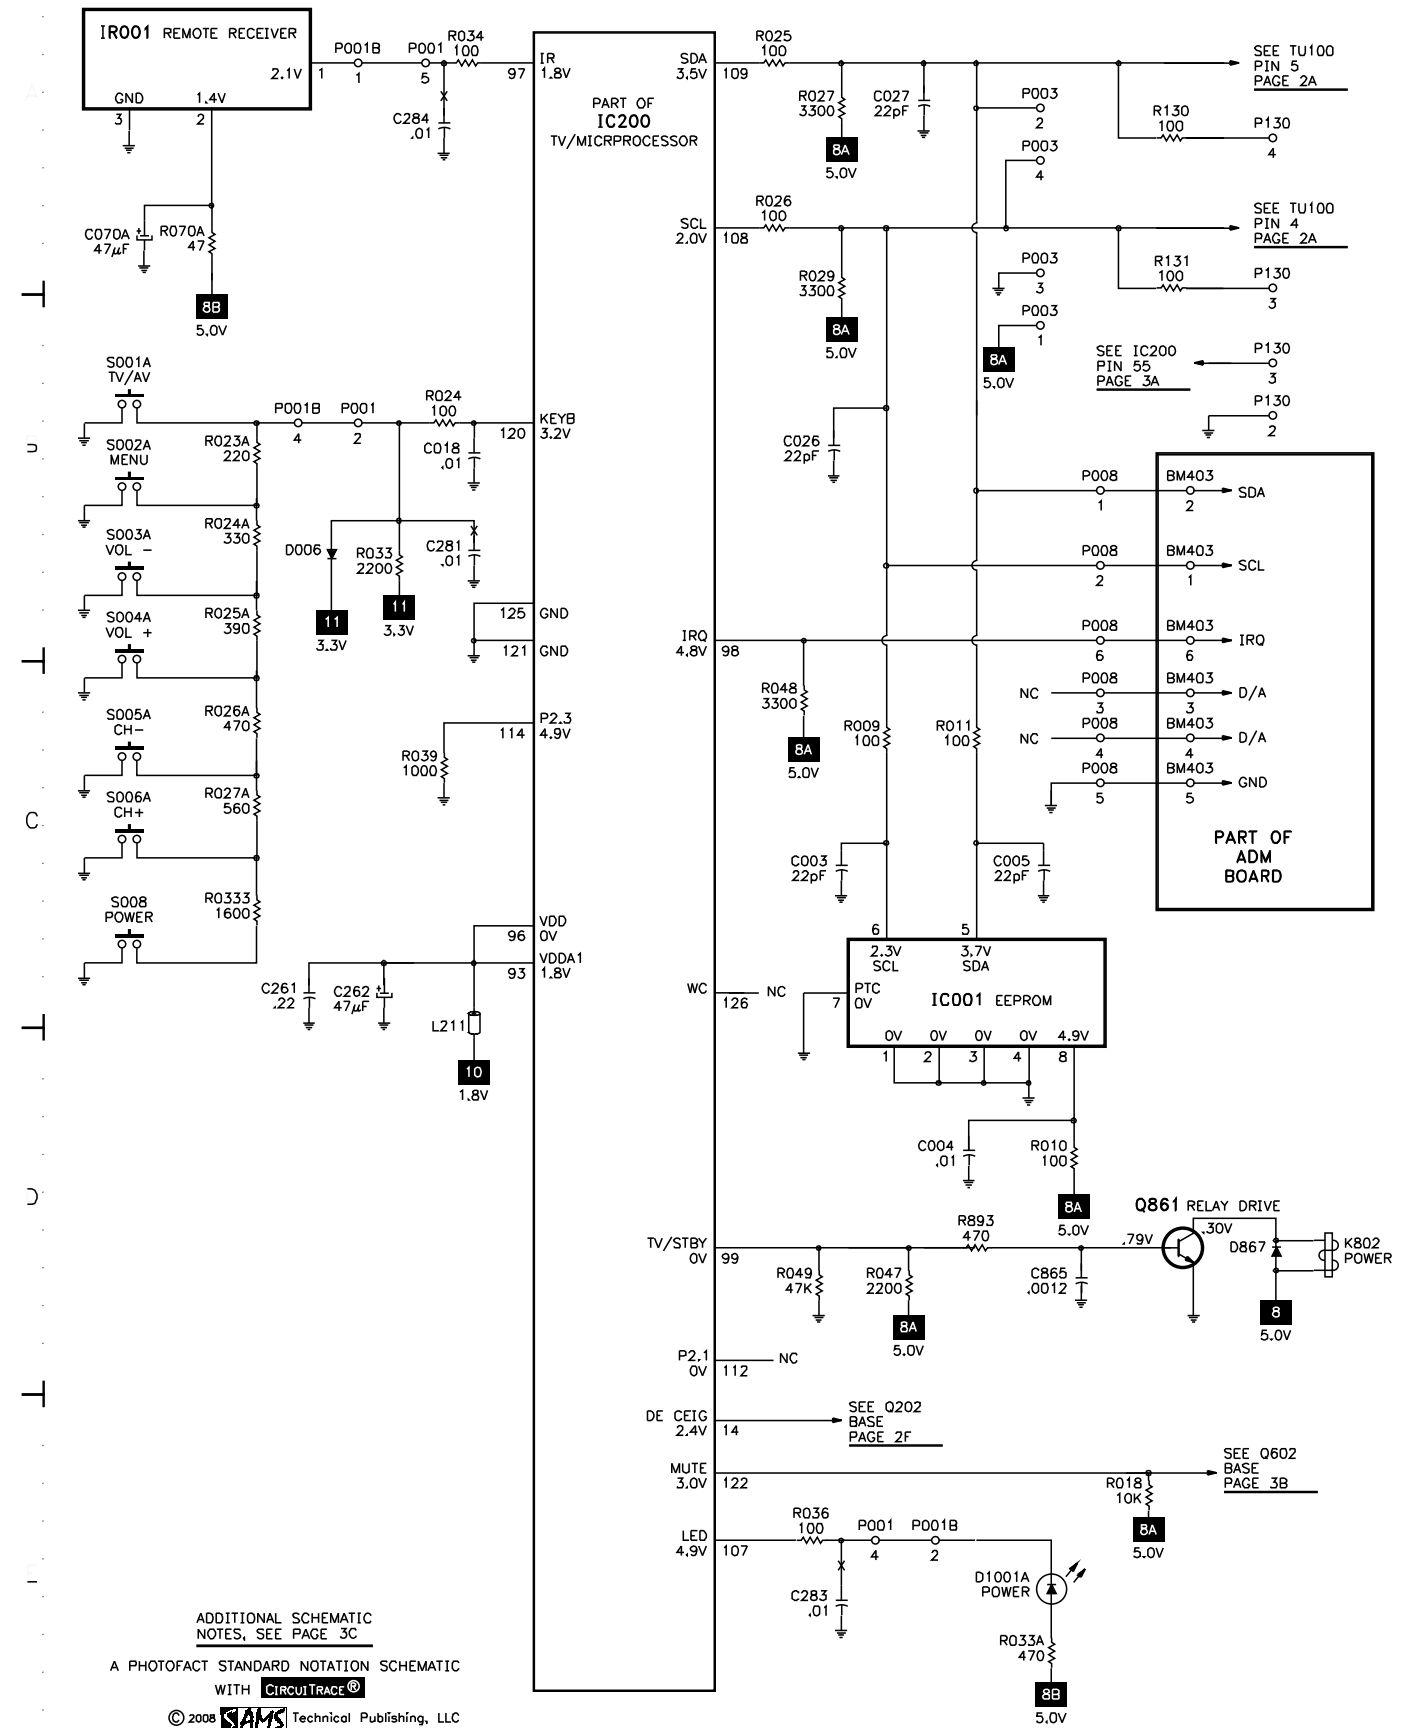 IR001 REMOTE RECEIVER
2.1V
1
GND
3
1.4V
2
P001B
1
P001
5
R034
100
97
IR
1.8V
C284
.01
C070A
47µF
+
R070A
47
8B
5.0V
PART OF
IC200
TV/MICRPROCESSOR
SDA
3.5V
109
R025
100
R027
3300
8A
5.0V
C027
22pF
P003
2
P003
4
R130
100
P130
4
SEE TU100
PIN 5
PAGE 2A
SCL
2.0V
108
R026
100
R029
3300
8A
5.0V
P003
3
P003
1
8A
5.0V
SEE TU100
PIN 4
PAGE 2A
R131
100
P130
3
SEE IC200
PIN 55
PAGE 3A
P130
3
P130
2
S001A
TV/AV
S002A
MENU
S003A
VOL -
S004A
VOL +
S005A
CH-
S006A
CH+
S008
POWER
R023A
220
R024A
330
R025A
390
R026A
470
R027A
560
R0333
1600
P001B
4
P001
2
R024
100
120
KEYB
3.2V
C018
.01
D006
11
3.3V
R033
2200
11
3.3V
C281
.01
125
GND
121
GND
114
P2.3
4.9V
R039
1000
96
VDD
0V
93
VDDA1
1.8V
C261
.22
C262
47µF
+
L211
10
1.8V
C026
22pF
P008
1
BM403
2
SDA
P008
2
BM403
1
SCL
IRQ
4.8V
98
P008
6
BM403
6
IRQ
NC
P008
3
BM403
3
D/A
NC
P008
4
BM403
4
D/A
P008
5
BM403
5
GND
PART OF
ADM
BOARD
R048
3300
8A
5.0V
R009
100
R011
100
C003
22pF
C005
22pF
6
5
2.3V
SCL
3.7V
SDA
7
PTC
0V
IC001 EEPROM
0V 0V 0V 0V 4.9V
1 2 3 4 8
WC
126
NC
C004
.01
R010
100
8A
5.0V
TV/STBY
0V
99
R049
47K
R047
2200
8A
5.0V
R893
470
C865
.0012
.79V
Q861 RELAY DRIVE
.30V
D867
8
5.0V
K802
POWER
P2.1
0V
112
NC
DE CEIG
2.4V
14
SEE Q202
BASE
PAGE 2F
MUTE
3.0V
122
R018
10K
8A
5.0V
SEE Q602
BASE
PAGE 3B
LED
4.9V
107
R036
100
P001
4
P001B
2
C283
.01
D1001A
POWER
R033A
470
8B
5.0V
C
ADDITIONAL SCHEMATIC
NOTES, SEE PAGE 3C
A PHOTOFACT STANDARD NOTATION SCHEMATIC
WITH CIRCUITRACE®
© 2008 SAMS Technical Publishing, LLC